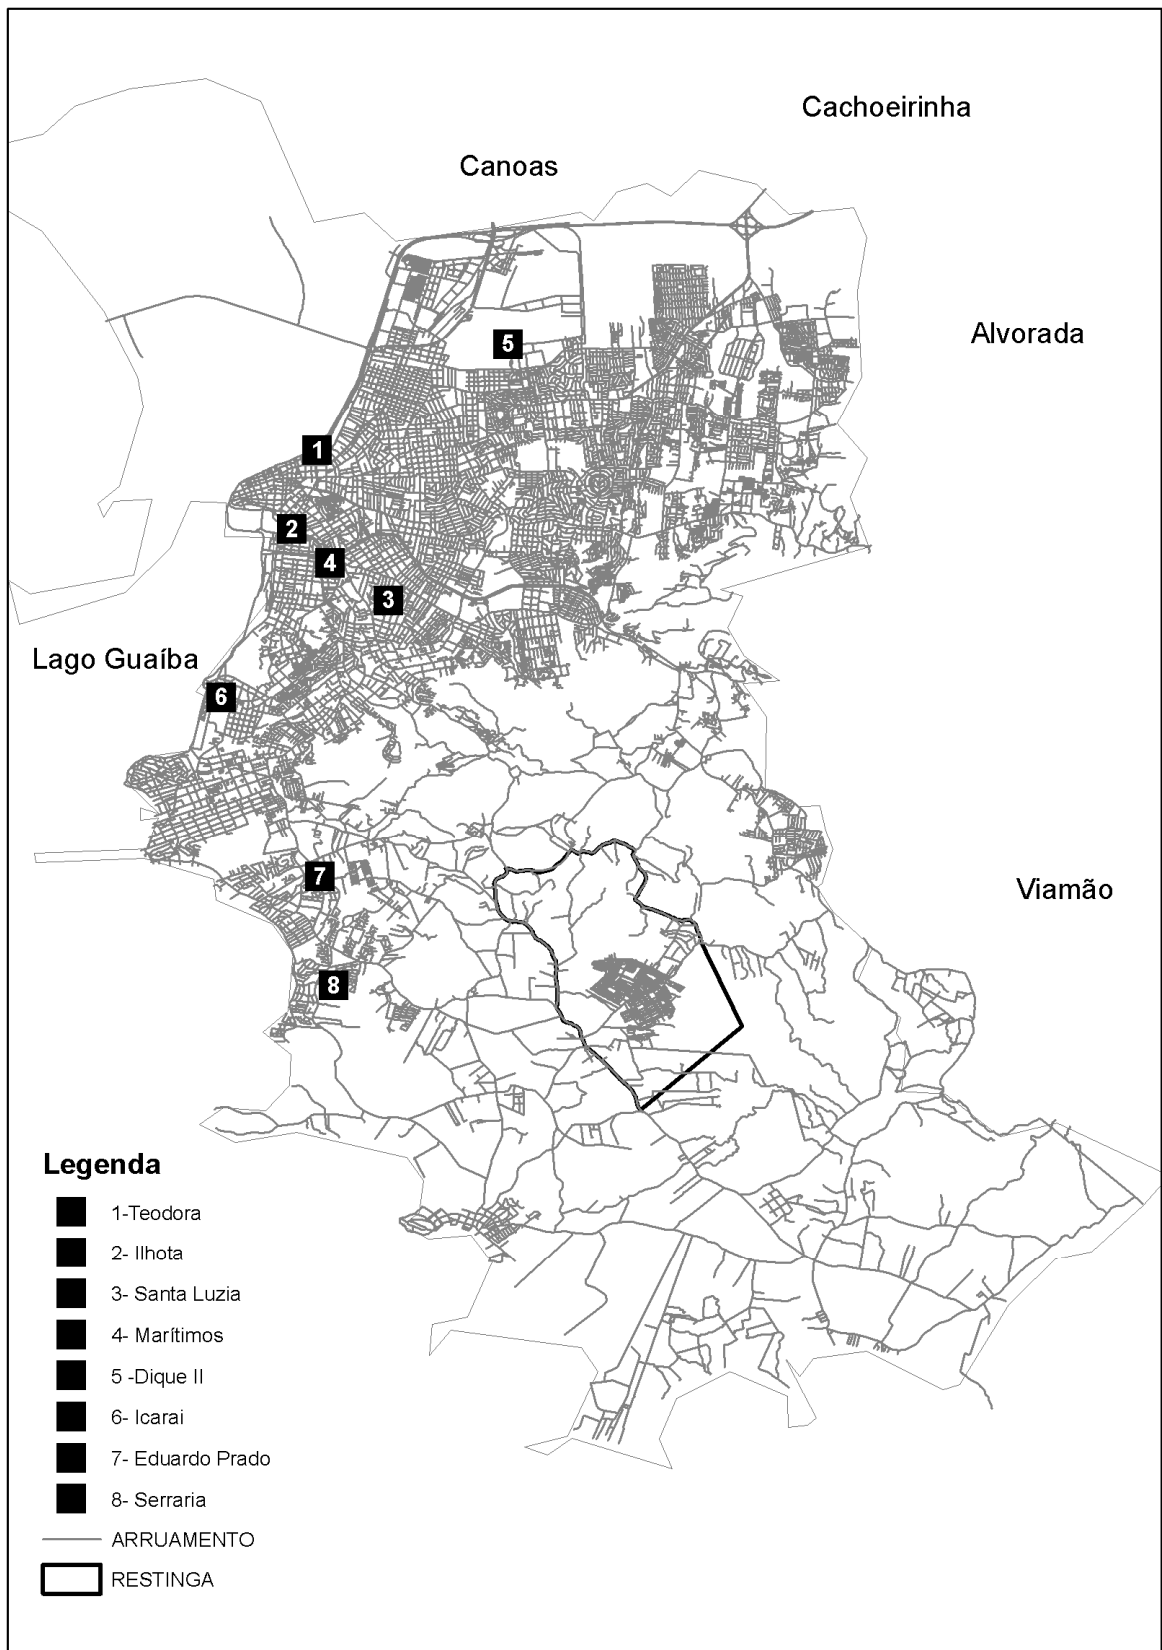 Cachoeirinha
Canoas
Alvorada
5
1
2
4
3
Lago Guaíba
6
7
Viamão
8
Legenda
1-Teodora
2- Ilhota
3- Santa Luzia
4- Marítimos
5 -Dique II
6- Icarai
7- Eduardo Prado
8- Serraria
ARRUAMENTO
RESTINGA